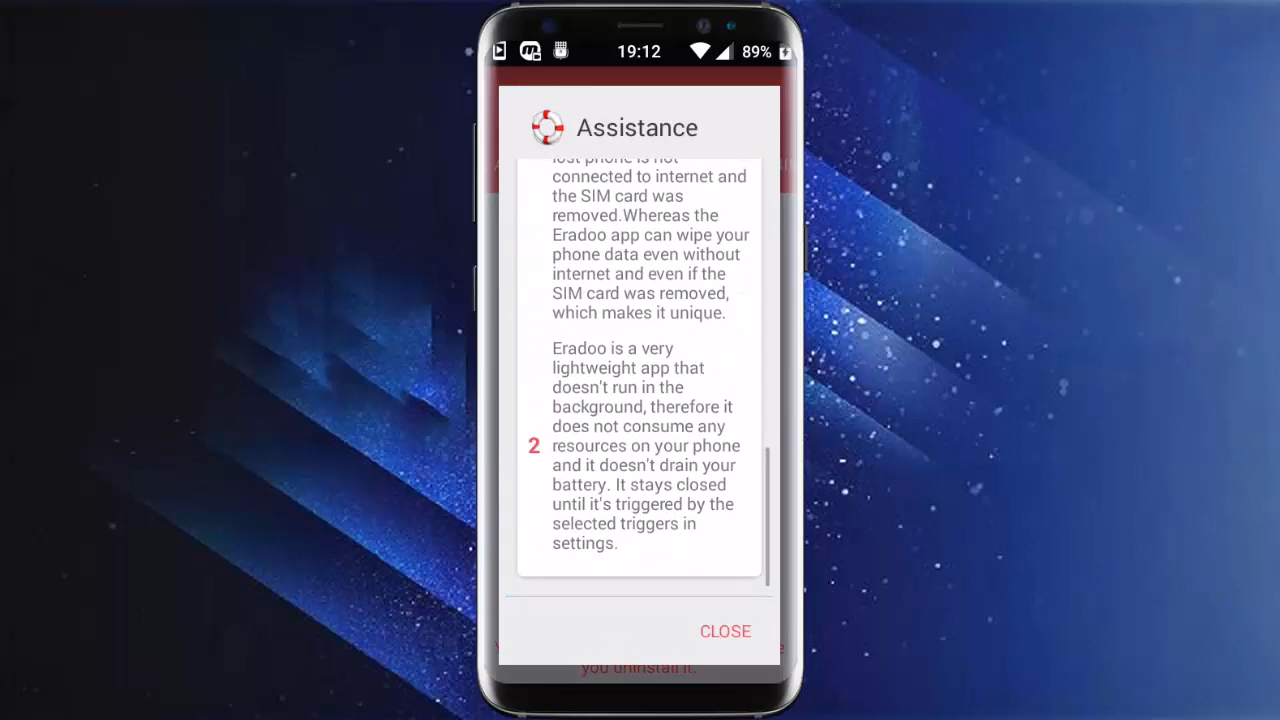 19:12 89%
Assistance
lost phone is not
connected to internet and
the SIM card was
removed.Whereas the
Eradoo app can wipe your
phone data even without
internet and even if the
SIM card was removed,
which makes it unique.
Eradoo is a very
lightweight app that
doesn't run in the
background, therefore it
does not consume any
2 resources on your phone
and it doesn't drain your
battery. It stays closed
until it's triggered by the
selected triggers in
settings.
CLOSE
you uninstall it.